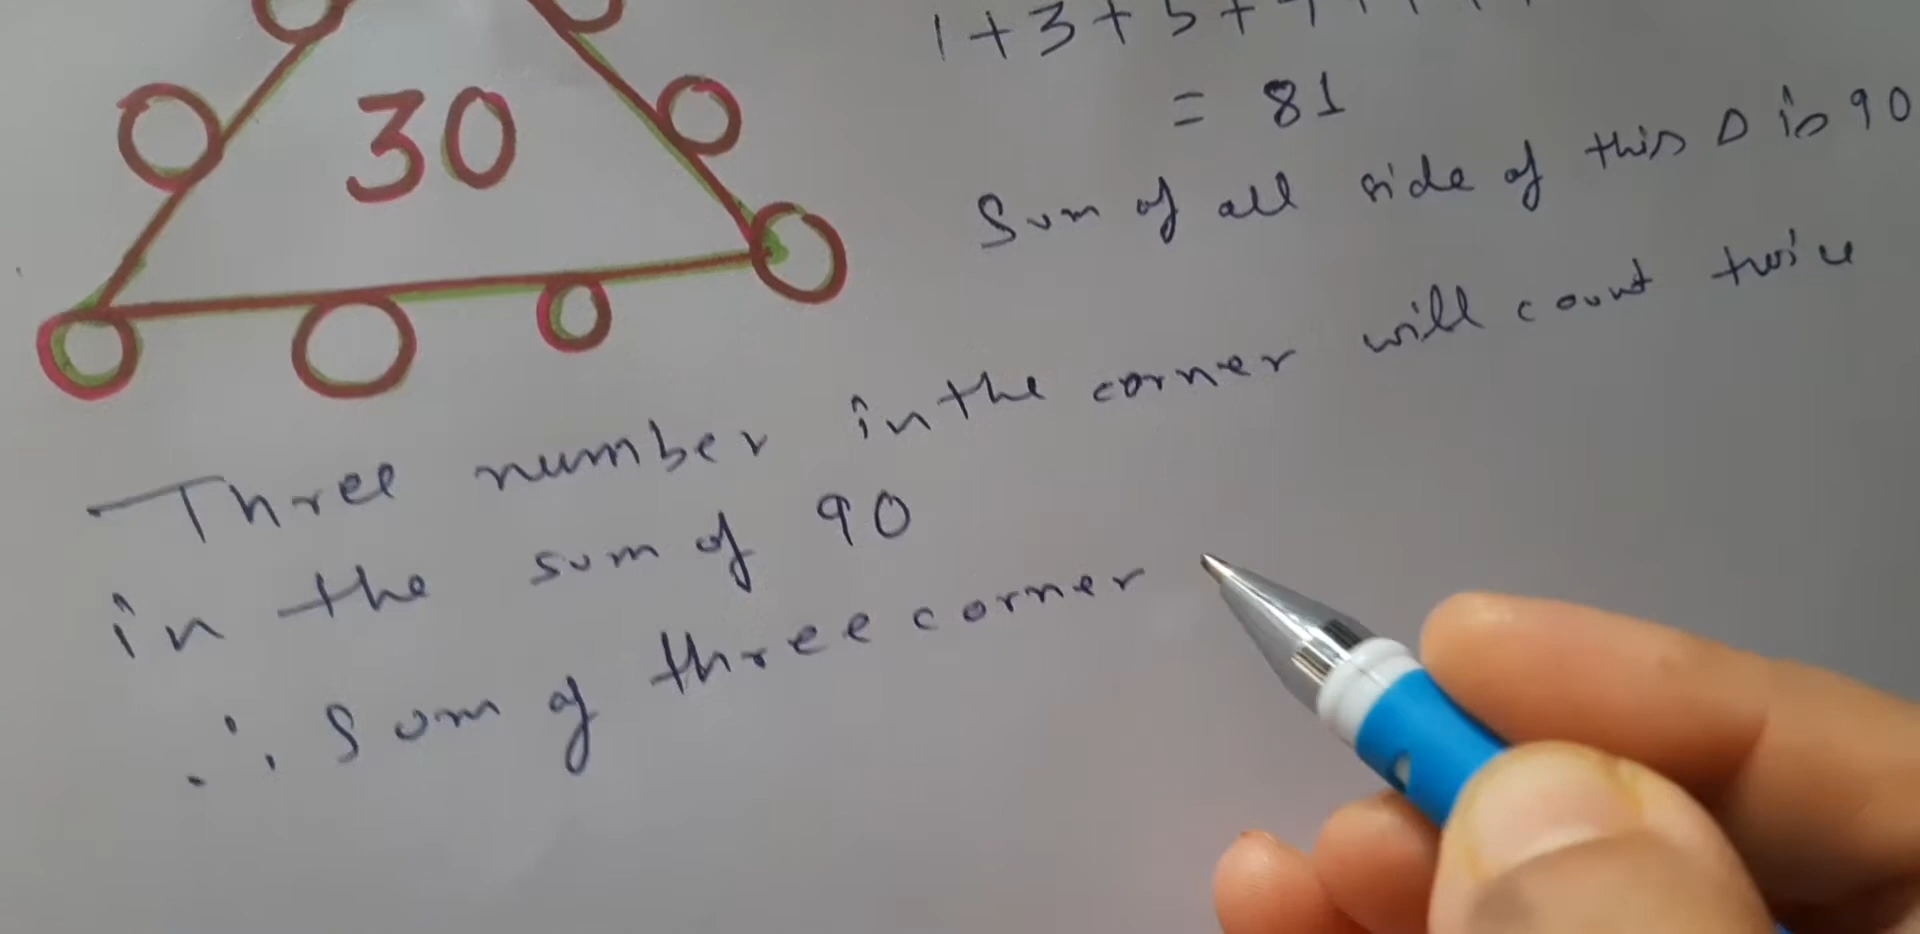 1+3+5+7+
= 81
30
Sum of all side of this Δ is 90
Three number in the corner will count twice
in the sum of 90
∴ Sum of three corner